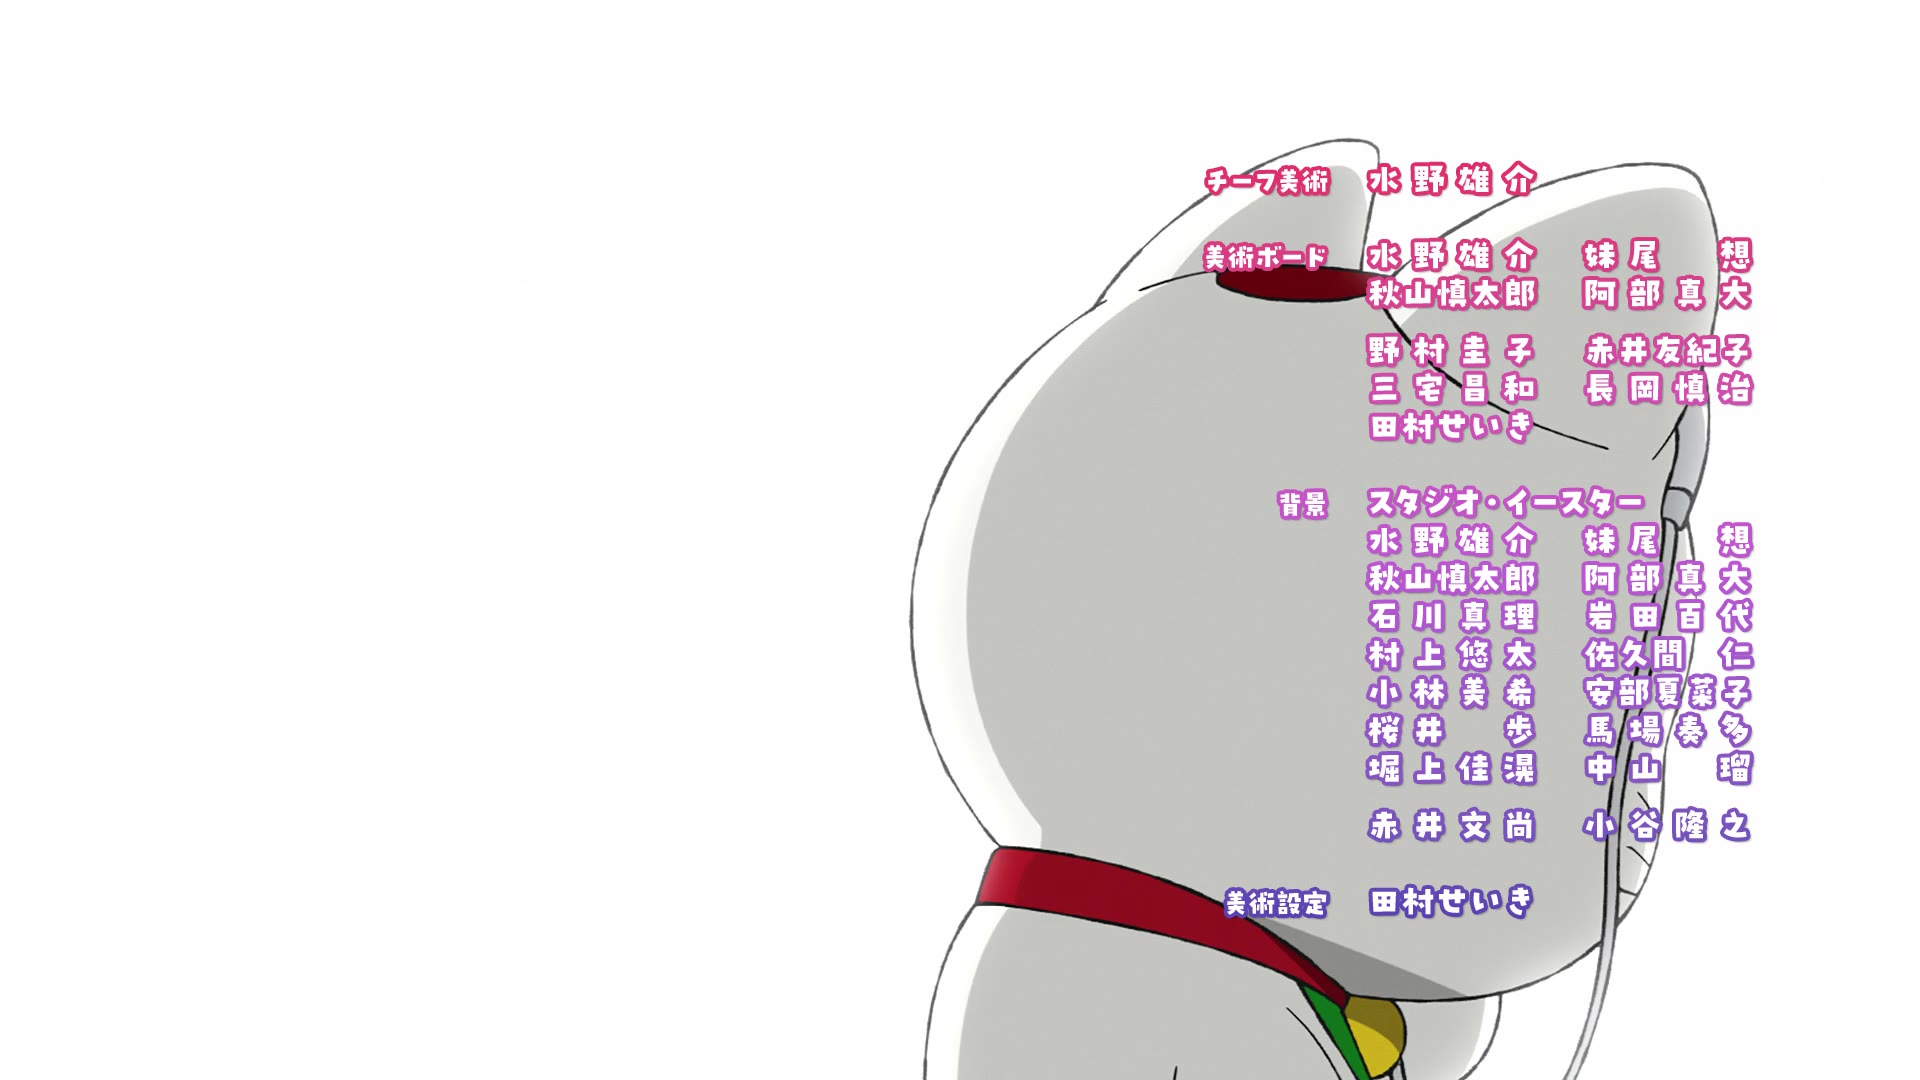 チーフ美術 水野雄介
美術ボード 水野雄介 妹尾想
秋山慎太郎 阿部真大
野村圭子 赤井友紀子
三宅昌和 長岡慎治
田村せいき
背景 スタジオ・イースター
水野雄介 妹尾想
秋山慎太郎 阿部真大
石川真理 岩田百代
村上悠太 佐久間仁
小林美希 安部夏菜子
桜井歩 馬場奏多
堀上佳滉 中山瑠
赤井文尚 小谷隆之
美術設定 田村せいき